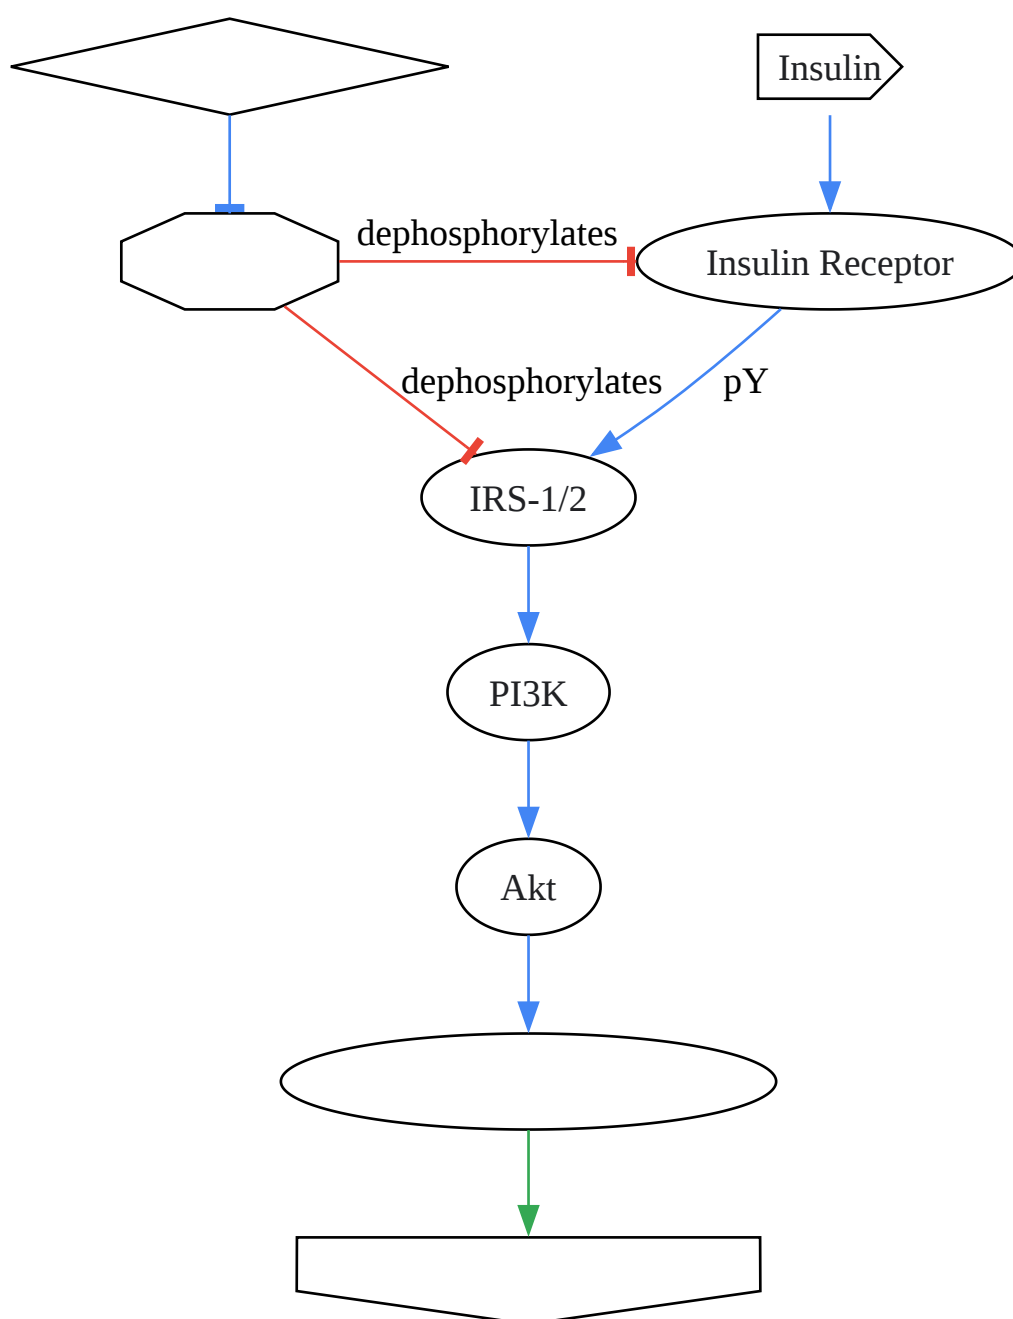 Insulin
dephosphorylates
Insulin Receptor
dephosphorylates
pY
IRS-1/2
PI3K
Akt